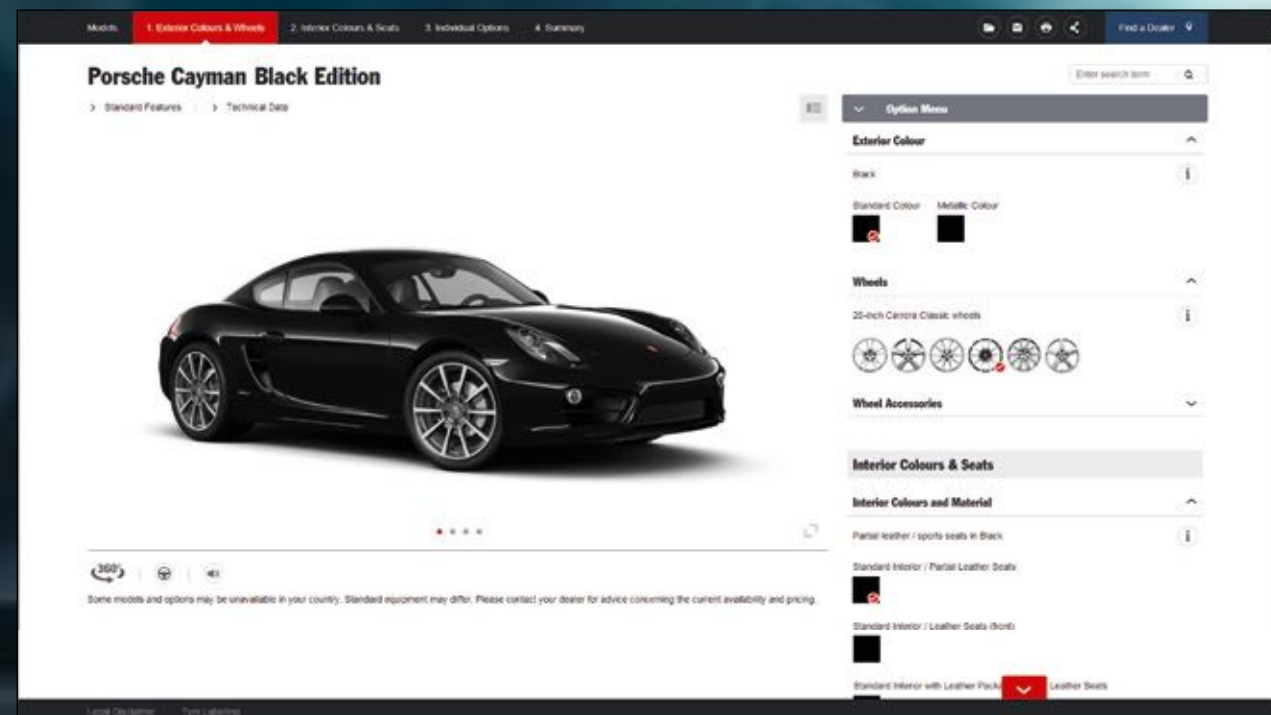 Models
1. Exterior Colours & Wheels
2. Interior Colours & Seats
3. Individual Options
4. Summary
Find a Dealer
Porsche Cayman Black Edition
Enter search term
> Standard Features
> Technical Data
Option Menu
Exterior Colour
Black
i
Standard Colour
Metallic Colour
Wheels
20-inch Carrera Classic wheels
i
Wheel Accessories
Interior Colours & Seats
Interior Colours and Material
Partial leather / sports seats in Black
i
Standard Interior / Partial Leather Seats
Standard Interior / Leather Seats (front)
Standard Interior with Leather Leather Seats
360°
Some models and options may be unavailable in your country. Standard equipment may differ. Please contact your dealer for advice concerning the current availability and pricing.
Legal Disclaimer
Tyre Labelling